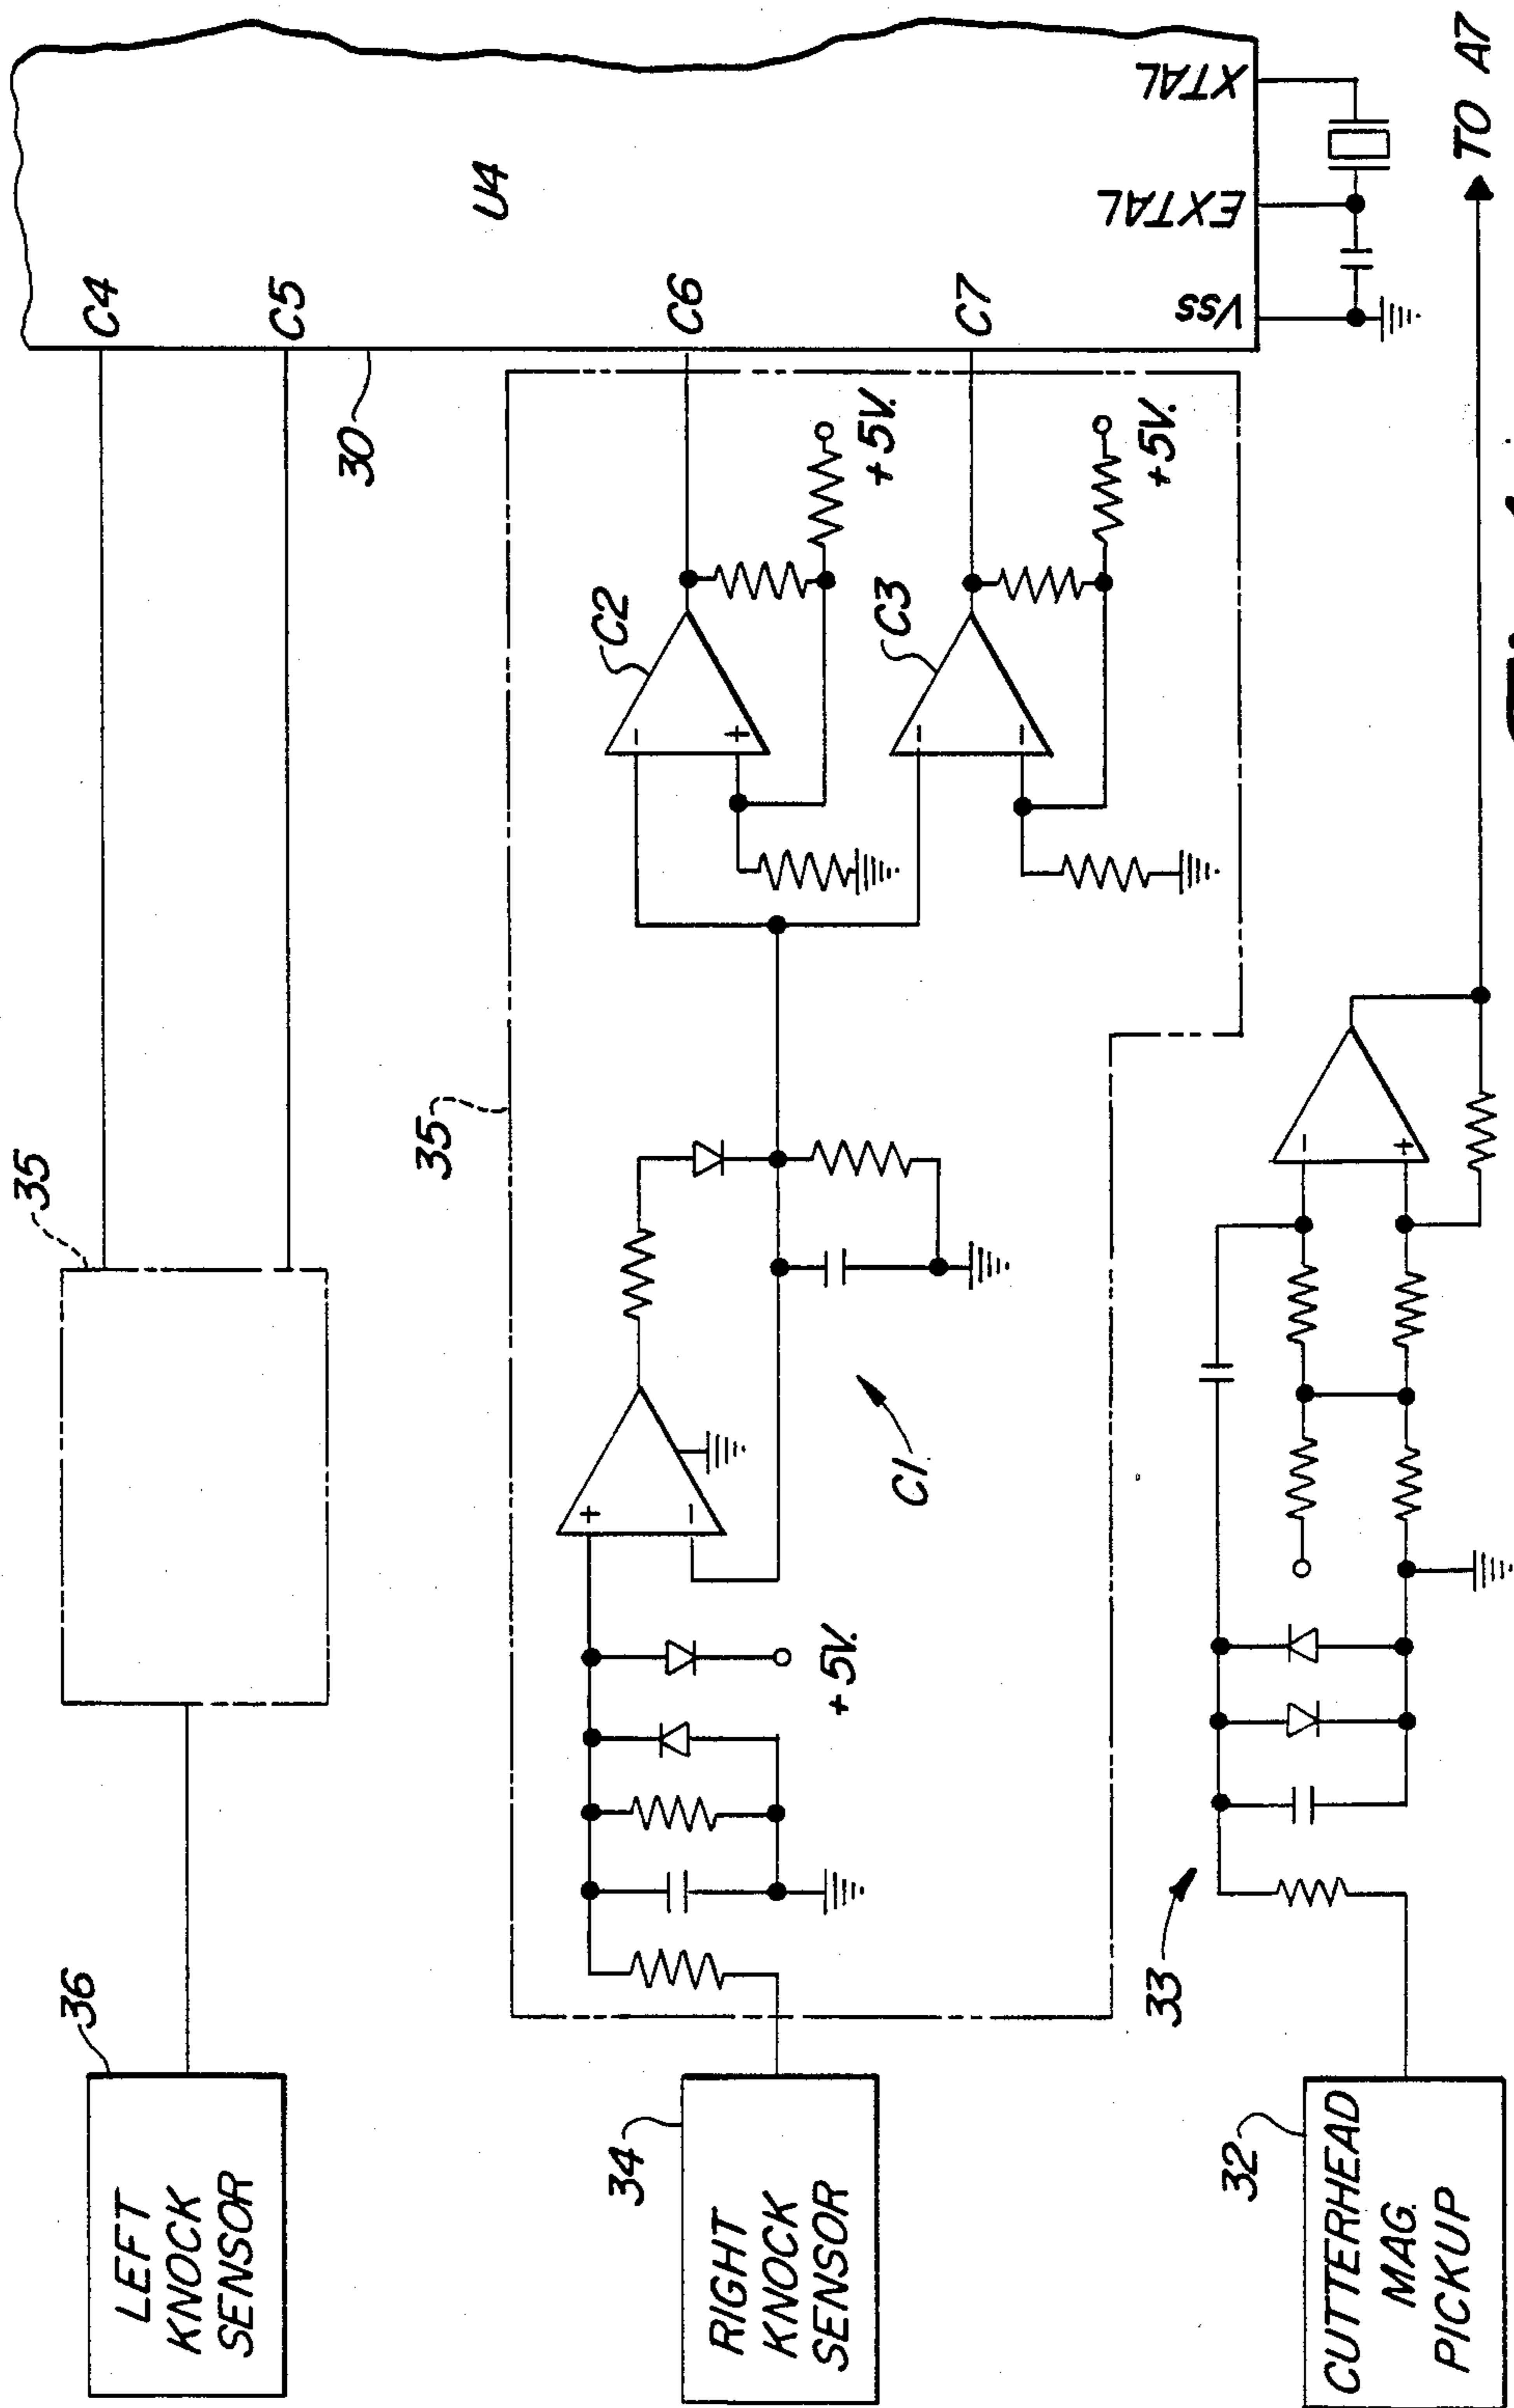 LEFT
KNOCK
SENSOR
36
35
C4
C5
30
U4
RIGHT
KNOCK
SENSOR
34
35
+5V.
C1.
+
-
C2
-
+
+5V.
C6
C3
-
-
+5V.
C7
VSS
EXTAL
XTAL
CUTTERHEAD
MAG.
PICKUP
32
33
-
+
TO A7